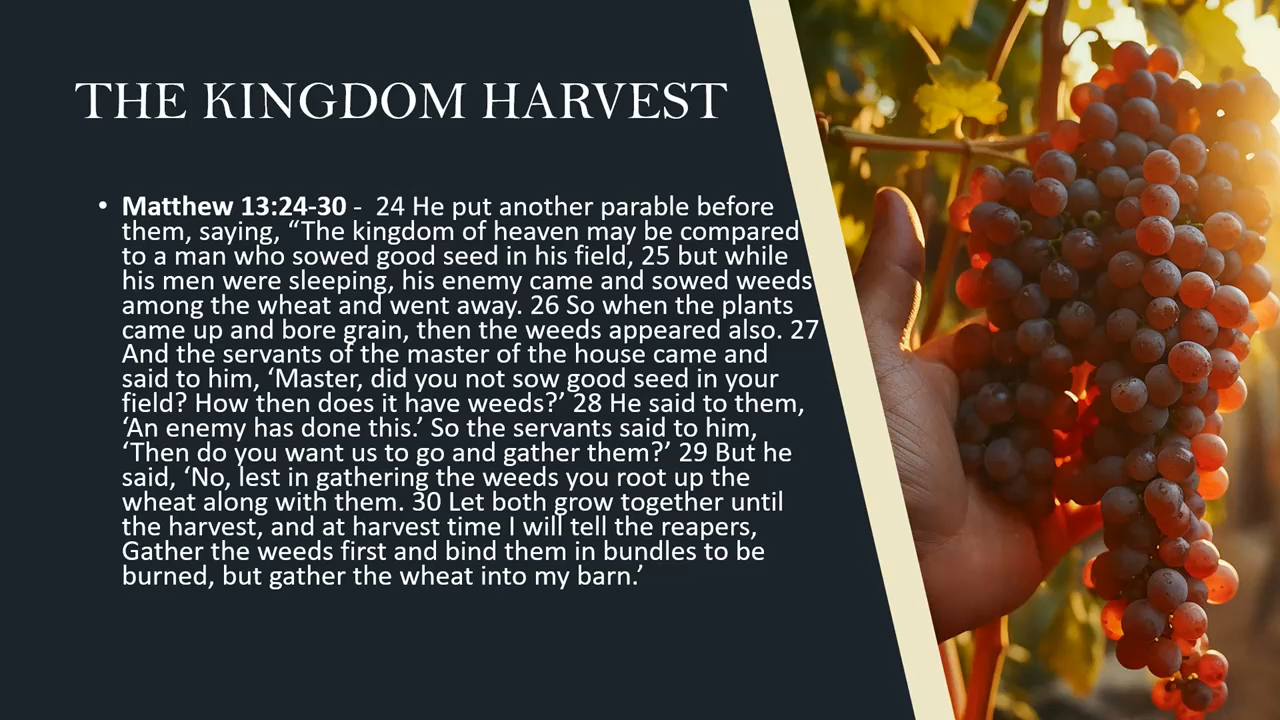 THE KINGDOM HARVEST
• Matthew 13:24-30 - 24 He put another parable before
them, saying, “The kingdom of heaven may be compared
to a man who sowed good seed in his field, 25 but while
his men were sleeping, his enemy came and sowed weeds
among the wheat and went away. 26 So when the plants
came up and bore grain, then the weeds appeared also. 27
And the servants of the master of the house came and
said to him, ‘Master, did you not sow good seed in your
field? How then does it have weeds?’ 28 He said to them,
‘An enemy has done this.’ So the servants said to him,
‘Then do you want us to go and gather them?’ 29 But he
said, ‘No, lest in gathering the weeds you root up the
wheat along with them. 30 Let both grow together until
the harvest, and at harvest time I will tell the reapers,
Gather the weeds first and bind them in bundles to be
burned, but gather the wheat into my barn.’